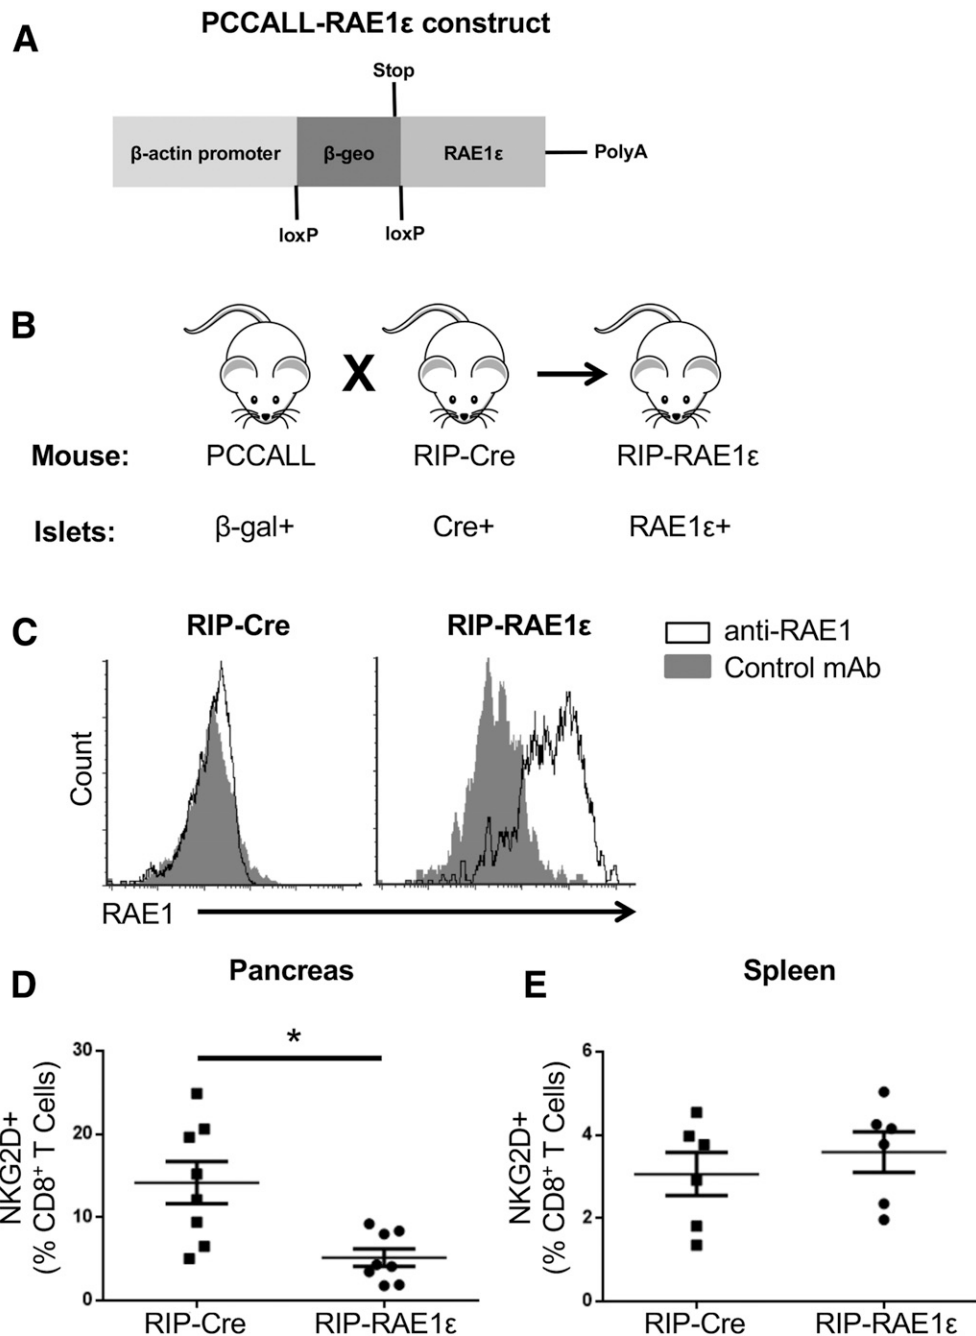 A
PCCALL-RAE1ε construct
Stop
β-actin promoter β-geo RAE1ε PolyA
loxP loxP
B
X
Mouse: PCCALL RIP-Cre RIP-RAE1ε
Islets: β-gal+ Cre+ RAE1ε+
C
RIP-Cre RIP-RAE1ε
anti-RAE1
Control mAb
Count
RAE1
D
Pancreas
NKG2D+
(% CD8⁺ T Cells)
30
20
10
0
*
RIP-Cre RIP-RAE1ε
E
Spleen
NKG2D+
(% CD8⁺ T Cells)
6
4
2
0
RIP-Cre RIP-RAE1ε